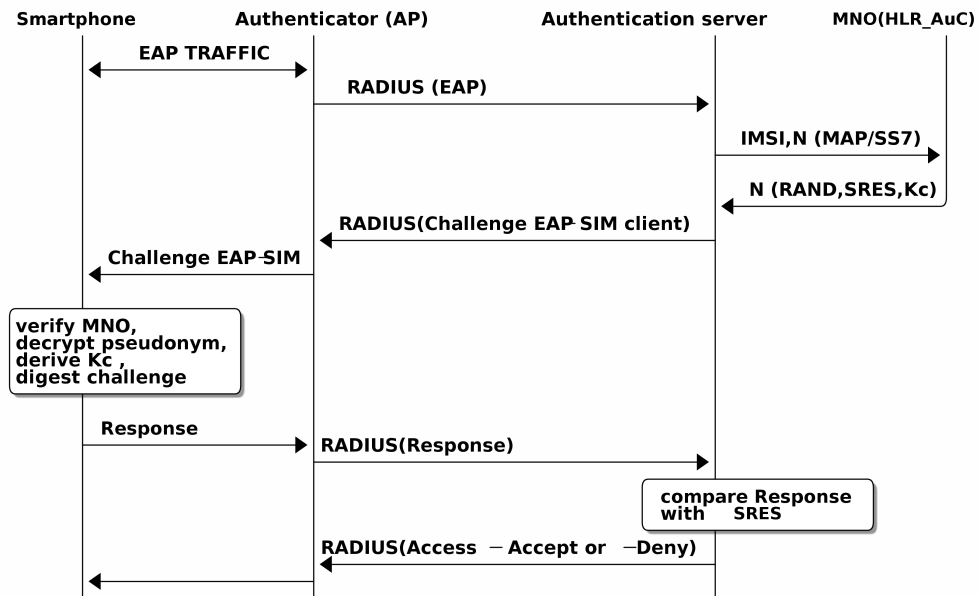 Smartphone
Authenticator (AP)
Authentication server
MNO(HLR_AuC)
EAP TRAFFIC
RADIUS (EAP)
IMSI,N (MAP/SS7)
N (RAND,SRES,Kc)
RADIUS(Challenge EAP-SIM client)
Challenge EAP-SIM
verify MNO,
decrypt pseudonym,
derive Kc ,
digest challenge
Response
RADIUS(Response)
compare Response
with SRES
RADIUS(Access – Accept or –Deny)